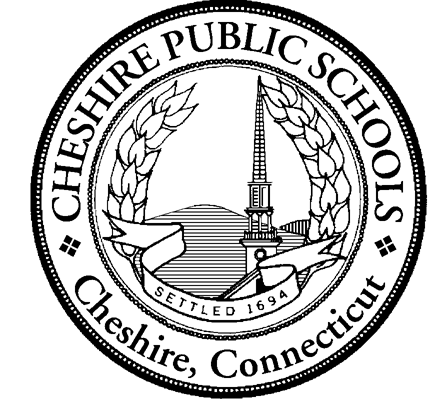 CHESHIRE PUBLIC SCHOOLS
SETTLED 1694
Cheshire, Connecticut